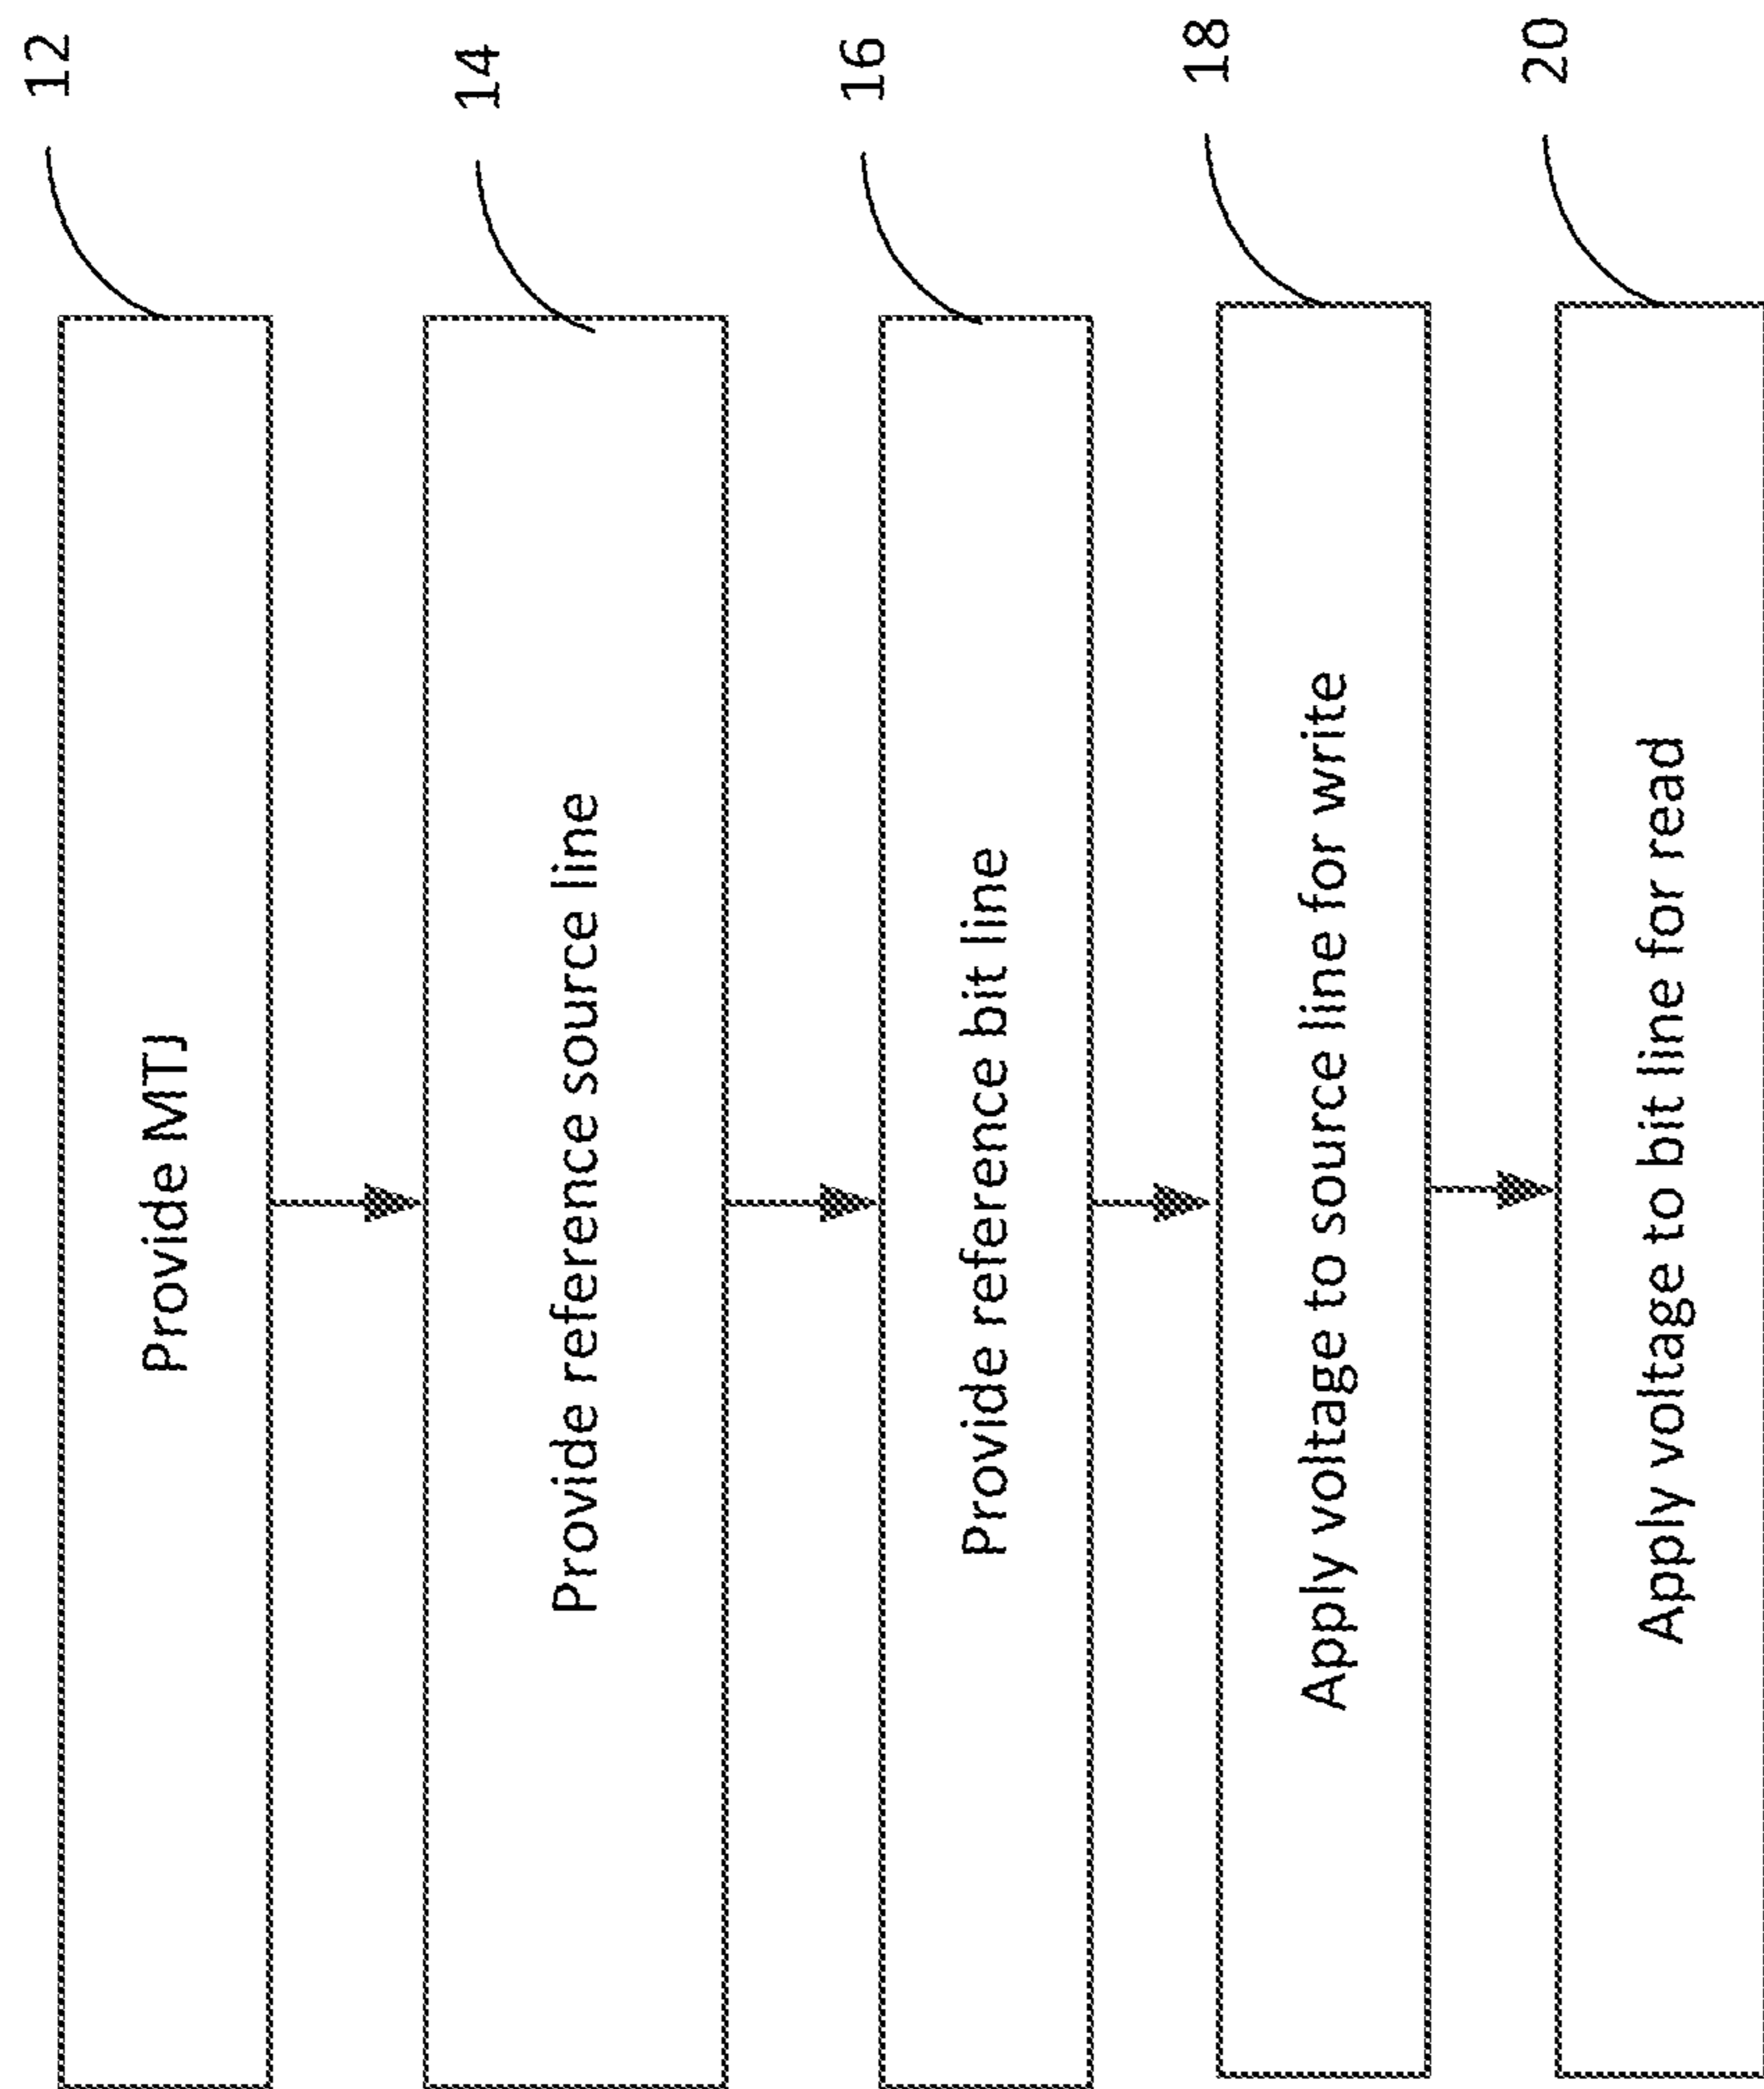 Provide MTJ
12
Provide reference source line
14
Provide reference bit line
16
Apply voltage to source line for write
18
Apply voltage to bit line for read
20